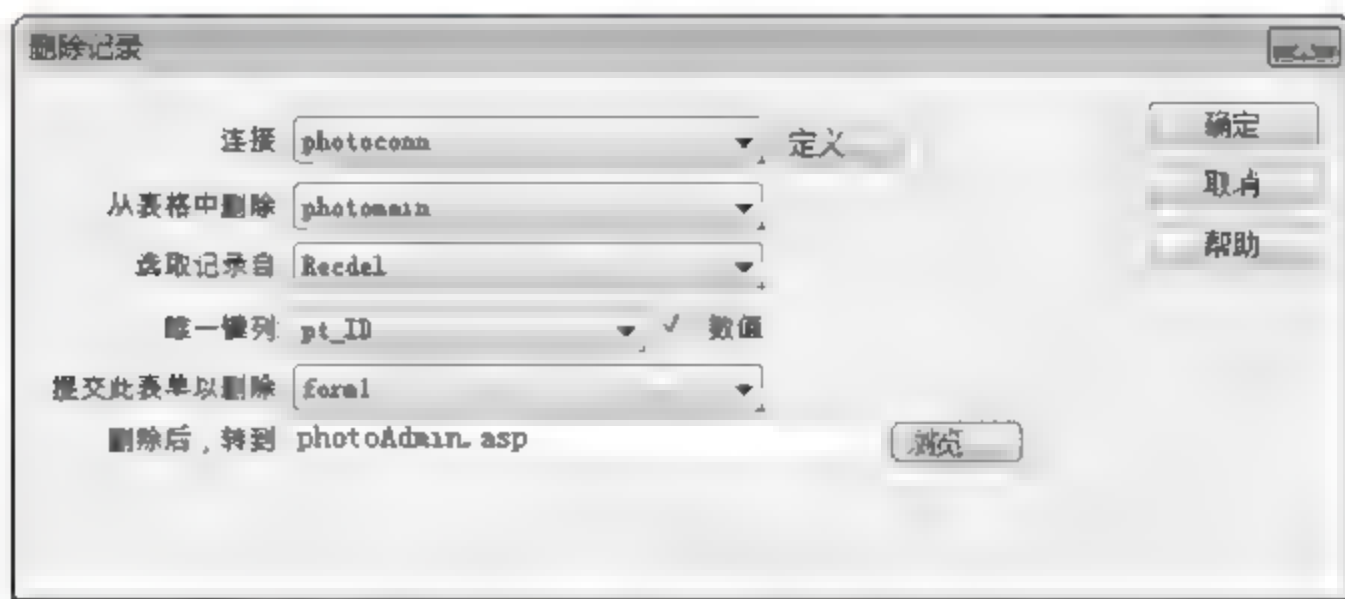 删除记录
连接 photoconn 定义 确定
从表格中删除 photomain 取消
选取记录自 Recdel 帮助
唯一键列: pt_ID ✓ 数值
提交此表单以删除 form1
删除后，转到 photoAdmin.asp 浏览